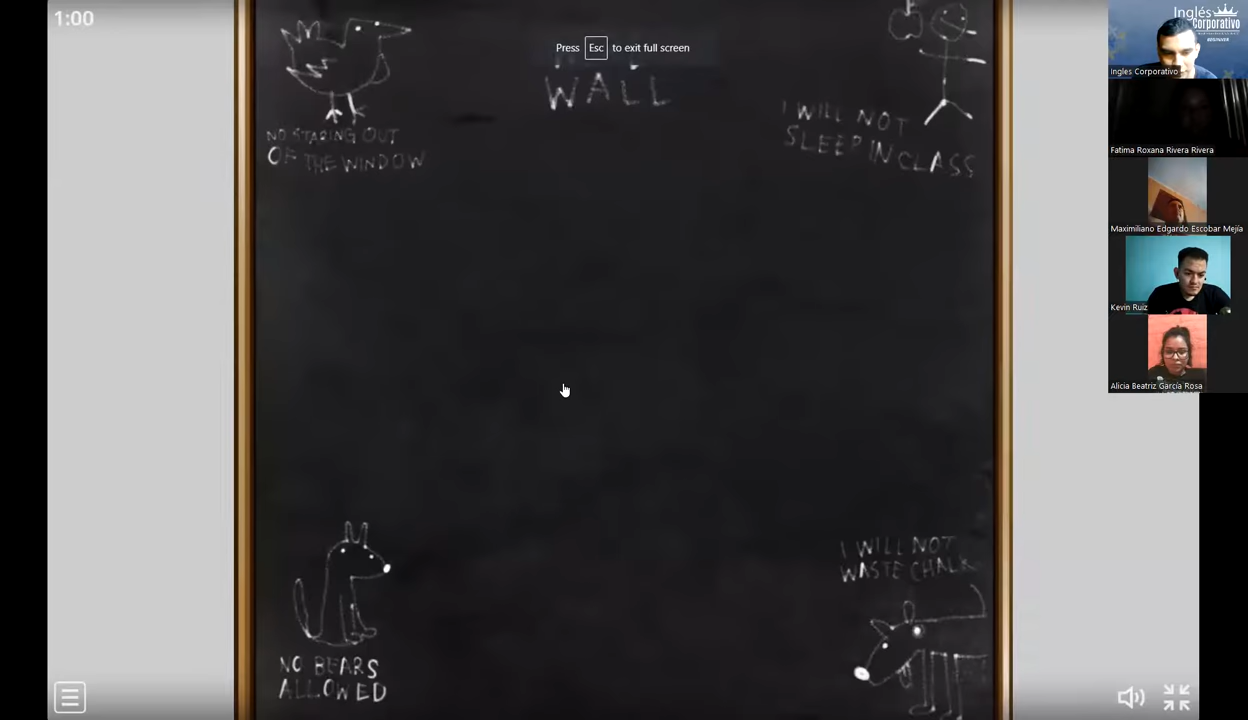 1:00
Press Esc to exit full screen
WALL
NO STARING OUT
OF THE WINDOW
I WILL NOT
SLEEP IN CLASS
I WILL NOT
WASTE CHALK
NO BEARS
ALLOWED
Inglés
Corporativo
BEGINNER
Ingles Corporativo
Fatima Roxana Rivera Rivera
Maximiliano Edgardo Escobar Mejía
Kevin Ruiz
Alicia Beatriz García Rosa